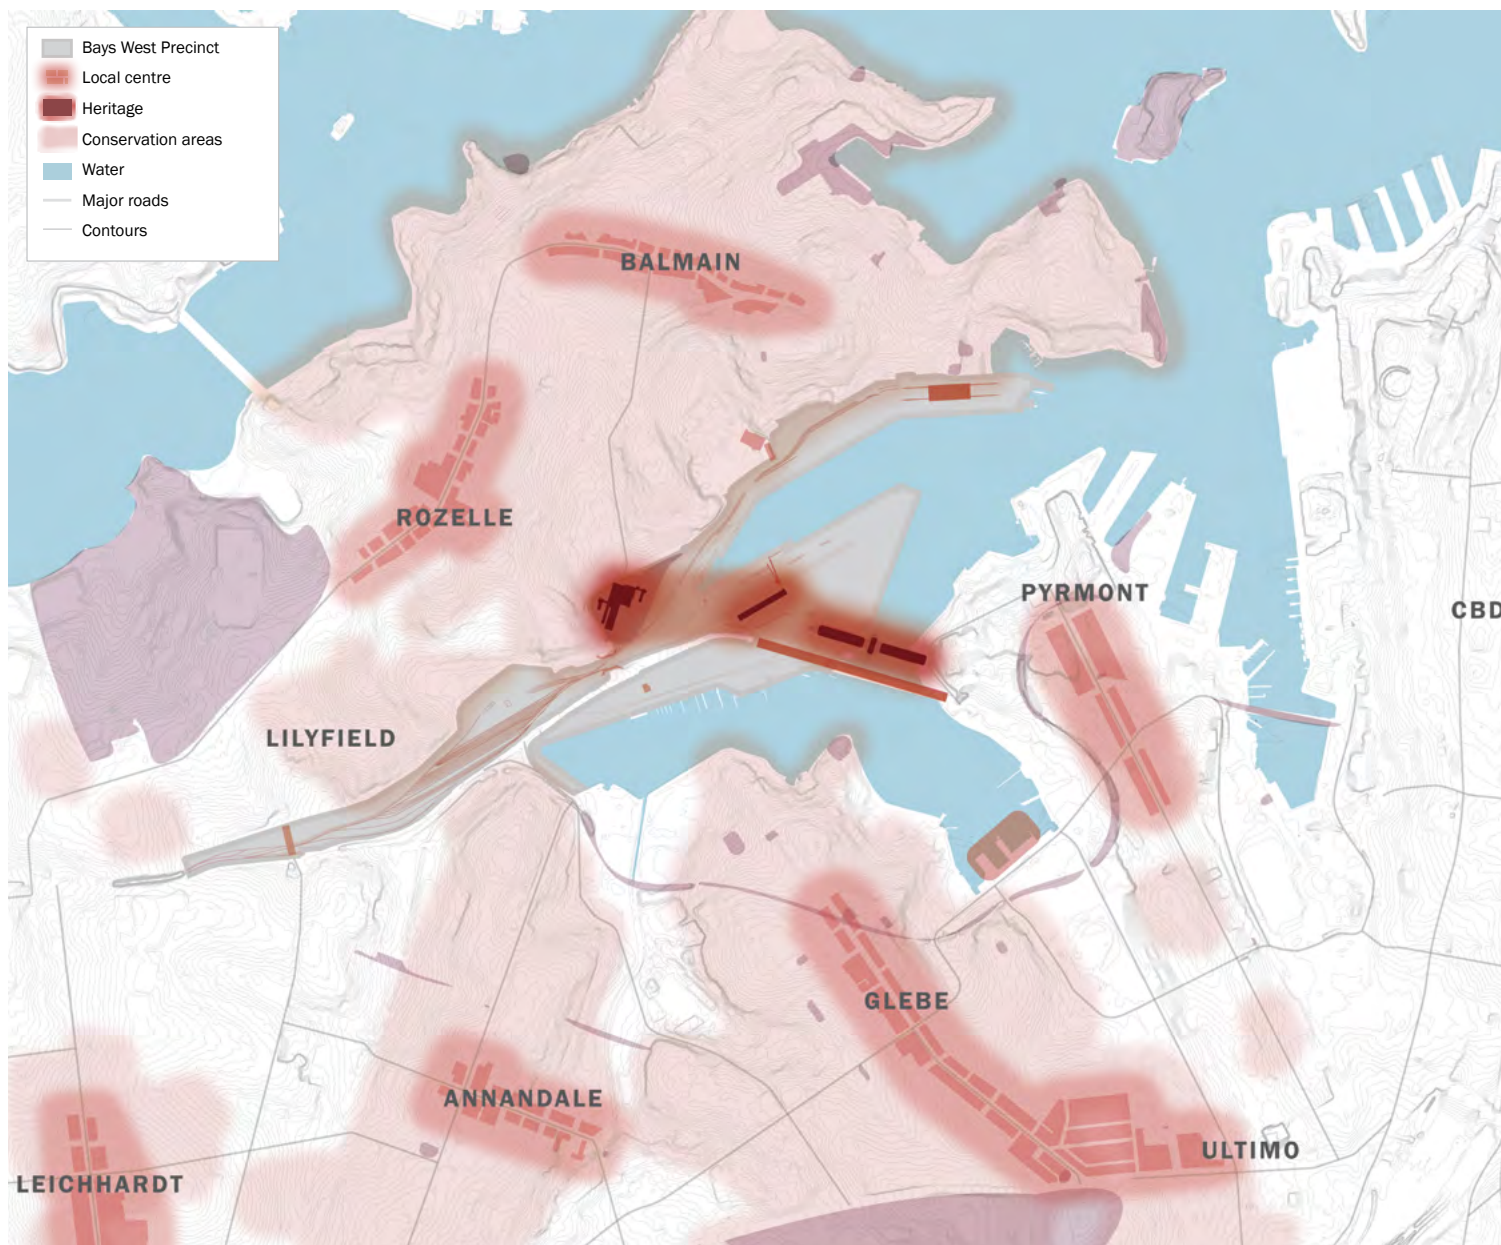 Bays West Precinct
Local centre
Heritage
Conservation areas
Water
Major roads
Contours
BALMAIN
ROZELLE
PYRMONT
CBD
LILYFIELD
GLEBE
ANNANDALE
ULTIMO
LEICHHARDT